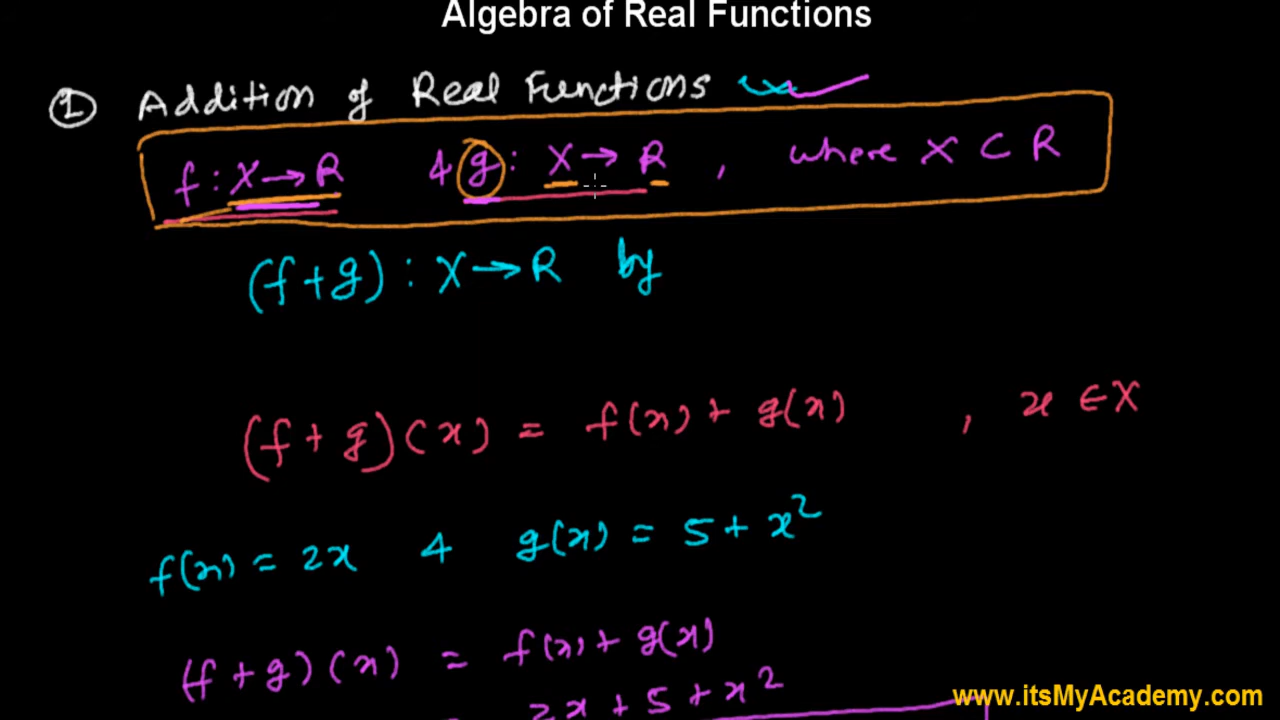 Algebra of Real Functions
① Addition of Real Functions
f : X → R & g : X → R , where X ⊂ R
(f + g) : X → R by
(f + g) (x) = f(x) + g(x) , x ∈ X
f(x) = 2x & g(x) = 5 + x²
(f + g) (x) = f(x) + g(x)
2x + 5 + x²
www.itsMyAcademy.com